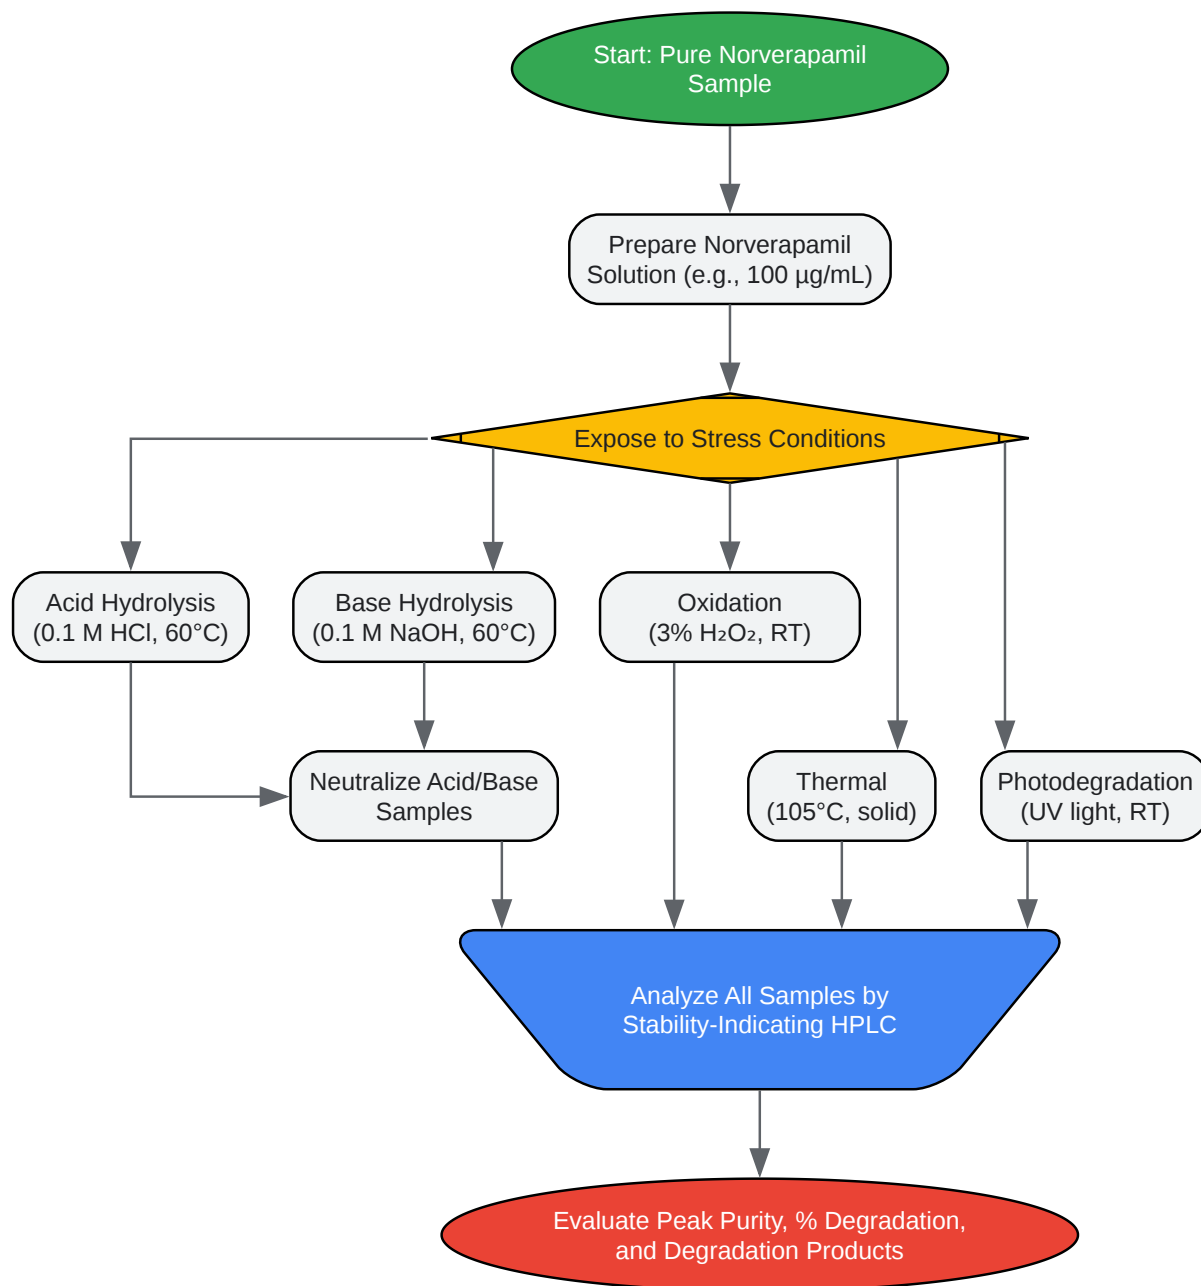 Start: Pure Norverapamil
Sample
Prepare Norverapamil
Solution (e.g., 100 µg/mL)
Expose to Stress Conditions
Acid Hydrolysis
(0.1 M HCl, 60°C)
Base Hydrolysis
(0.1 M NaOH, 60°C)
Oxidation
(3% H₂O₂, RT)
Neutralize Acid/Base
Samples
Thermal
(105°C, solid)
Photodegradation
(UV light, RT)
Analyze All Samples by
Stability-Indicating HPLC
Evaluate Peak Purity, % Degradation,
and Degradation Products